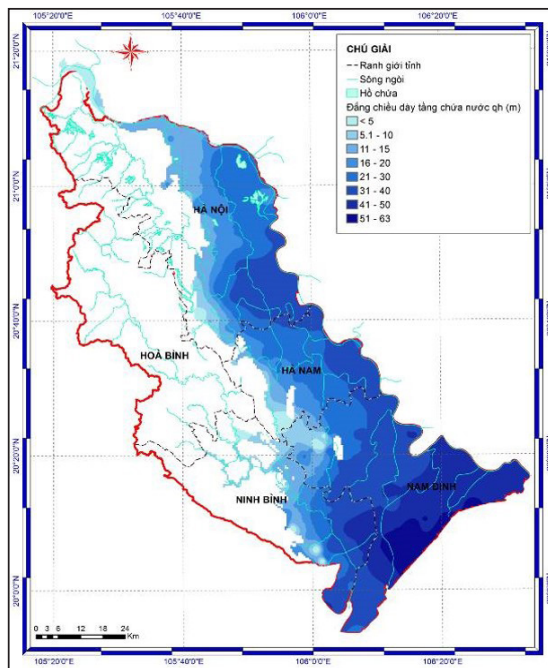 105°20'0"E
105°40'0"E
106°0'0"E
106°20'0"E
21°20'0"N
21°0'0"N
20°40'0"N
20°20'0"N
20°0'0"N
CHÚ GIẢI
Ranh giới tỉnh
Sông ngòi
Hồ chứa
Đẳng chiều dày tầng chứa nước qh (m)
< 5
5.1 - 10
11 - 15
16 - 20
21 - 30
31 - 40
41 - 50
51 - 63
HÀ NỘI
HOÀ BÌNH
HÀ NAM
NINH BÌNH
NAM ĐỊNH
0 3 6 12 18 24
Km
105°20'0"E
105°40'0"E
106°0'0"E
106°20'0"E